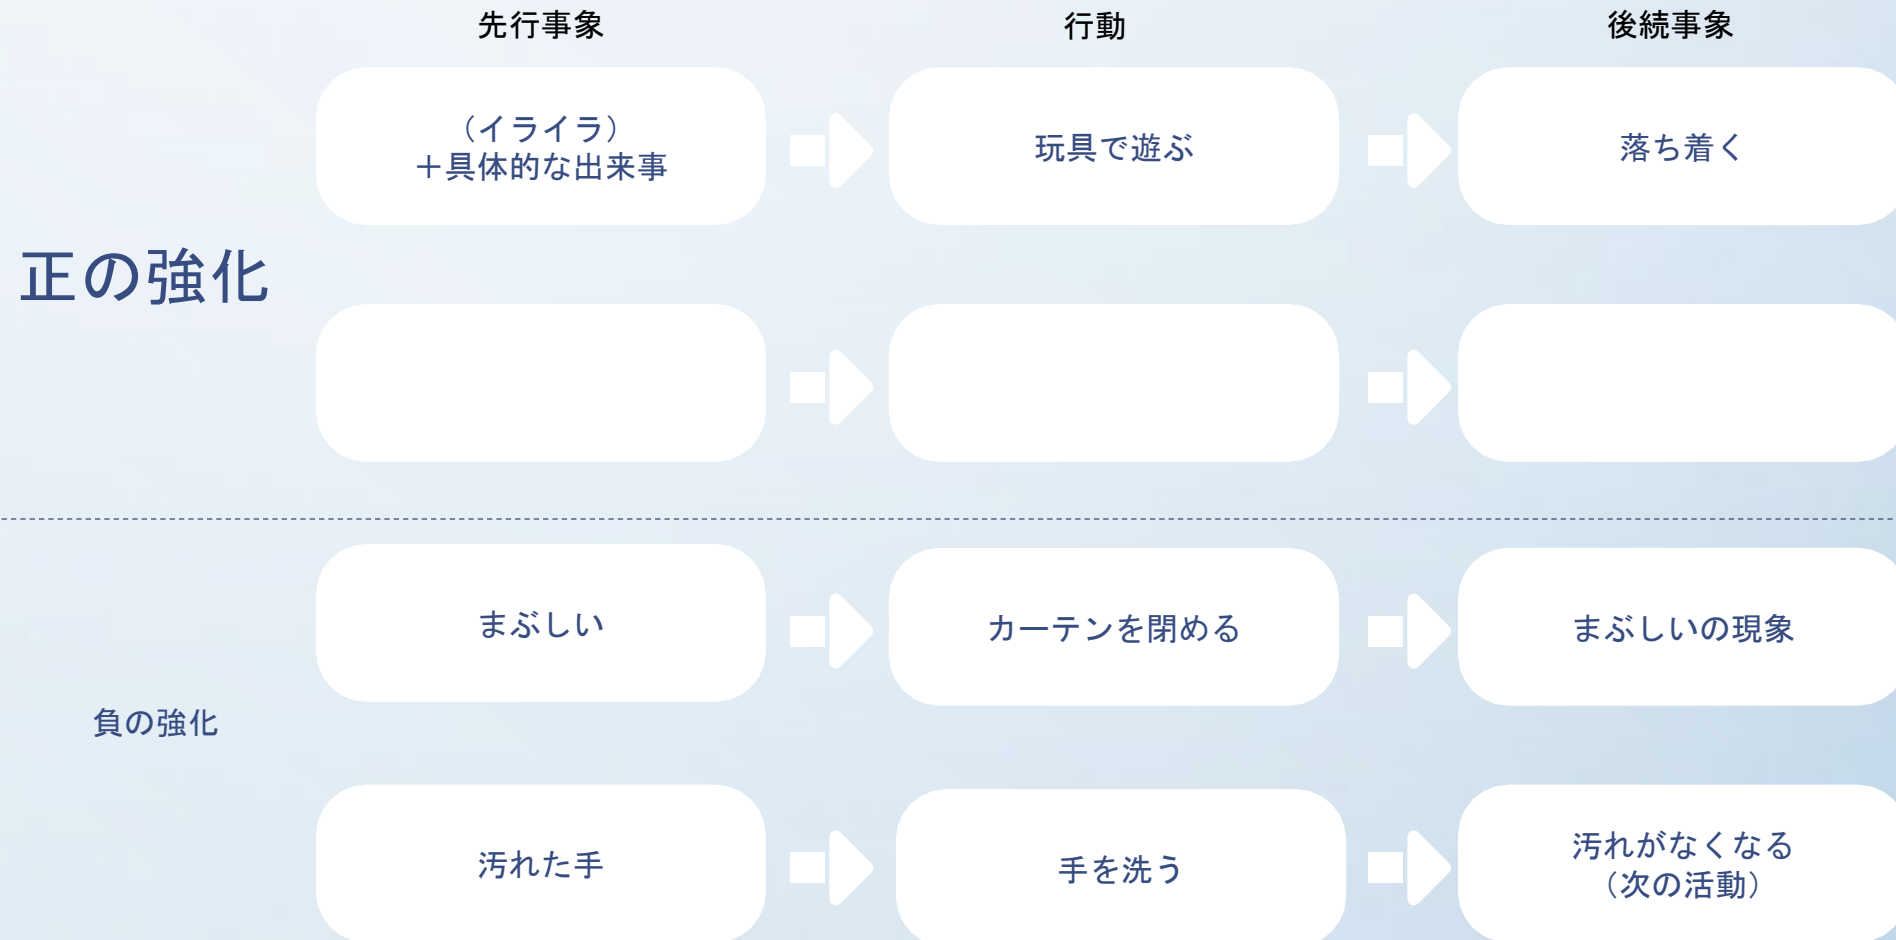 先行事象
行動
後続事象
（イライラ）
＋具体的な出来事
玩具で遊ぶ
落ち着く
正の強化
まぶしい
カーテンを閉める
まぶしいの現象
負の強化
汚れた手
手を洗う
汚れがなくなる
（次の活動）